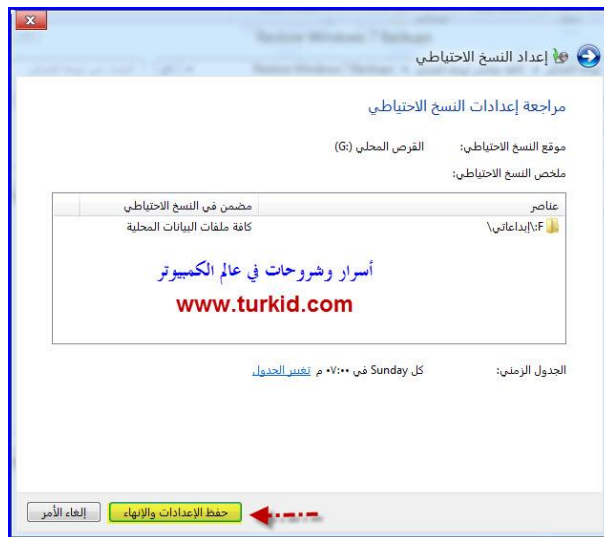 إعداد النسخ الاحتياطي
مراجعة إعدادات النسخ الاحتياطي
موقع النسخ الاحتياطي: القرص المحلي (G:)
ملخص النسخ الاحتياطي:
عناصر مضمن في النسخ الاحتياطي
F:\إبداعاتي\ كافة ملفات البيانات المحلية
أسرار وشروحات في عالم الكمبيوتر
www.turkid.com
الجدول الزمني: كل Sunday في ٠٧:٠٠ م تغيير الجدول
حفظ الإعدادات والإنهاء إلغاء الأمر